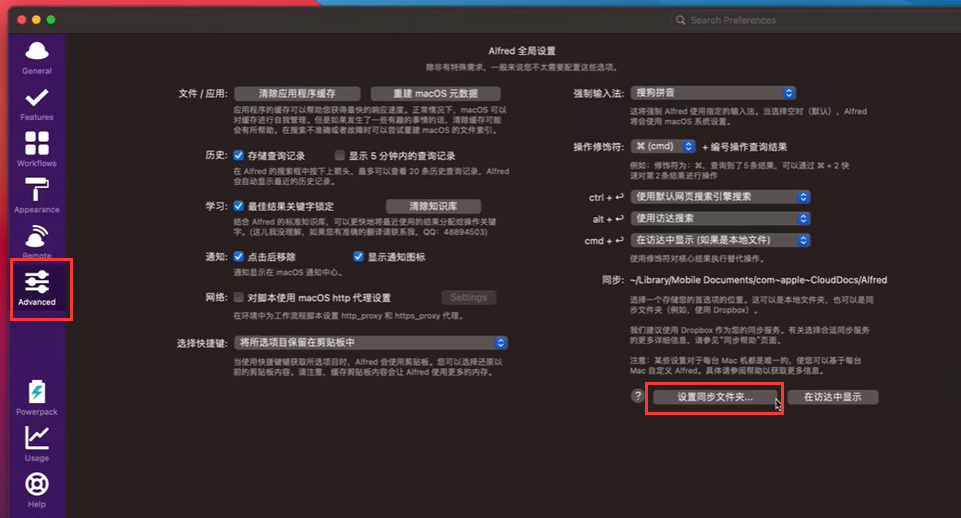 Search Preferences
General
Features
Workflows
Appearance
Remote
Advanced
Powerpack
Usage
Help
Alfred 全局设置
除非有特殊需求，一般来说您不太需要配置这些选项。
文件 / 应用:
清除应用程序缓存
重建 macOS 元数据
应用程序的缓存可以帮助您获得最快的响应速度。正常情况下，macOS 可以
对缓存进行自我管理。但是如果发生了一些有趣的事情的话，清除缓存可能
会有所帮助。在搜索不准确或者故障时可以尝试重建 macOS 的文件索引。
历史:
存储查询记录
显示 5 分钟内的查询记录
在 Alfred 的搜索框中按下上箭头，最多可以查看 20 条历史查询记录。Alfred
会自动显示最近的历史记录。
学习:
最佳结果关键字锁定
清除知识库
结合 Alfred 的标准知识库，可以更快地将最近使用的结果分配给操作关键
字。(这儿我没理解，如果您有准确的翻译请联系我，QQ：48894503)
通知:
点击后移除
显示通知图标
通知显示在 macOS 通知中心。
网络:
对脚本使用 macOS http 代理设置
Settings
在环境中为工作流程脚本设置 http_proxy 和 https_proxy 代理。
选择快捷键:
将所选项目保留在剪贴板中
当使用快捷键键获取所选项目时，Alfred 会使用剪贴板。您可以选择还原以
前的剪贴板内容。请注意，缓存剪贴板内容会让 Alfred 使用更多的内存。
强制输入法:
搜狗拼音
这将强制 Alfred 使用指定的输入法。当选择空时（默认），Alfred
将会使用 macOS 系统设置。
操作修饰符:
⌘ (cmd)
+ 编号操作查询结果
例如：修饰符为：⌘，查询到了5条结果，可以通过 ⌘ + 2 快
速对第2条结果进行操作
ctrl + ↩
使用默认网页搜索引擎搜索
alt + ↩
使用访达搜索
cmd + ↩
在访达中显示 (如果是本地文件)
使用修饰符对核心结果执行替代操作。
同步:
~/Library/Mobile Documents/com~apple~CloudDocs/Alfred
选择一个存储您的首选项的位置。这可以是本地文件夹，也可以是同
步文件夹（例如，使用 Dropbox）。
我们建议使用 Dropbox 作为您的同步服务。有关选择合适同步服务
的更多详细信息，请参见"同步帮助"页面。
注意：某些设置对于每台 Mac 机都是唯一的，使您可以基于每台
Mac 自定义 Alfred。具体请参阅帮助以获取更多信息。
?
设置同步文件夹...
在访达中显示